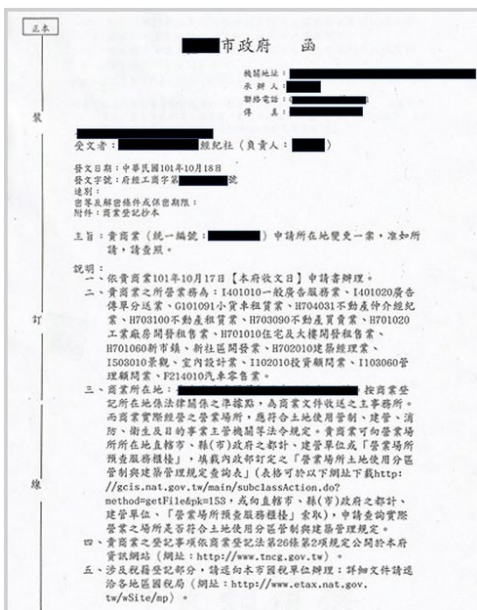 正本
市政府 函
機關地址:
承辦人:
聯絡電話:
傳 真:
受文者: 經紀社(負責人: )
發文日期:中華民國101年10月18日
發文字號:府經工商字第 號
速別:
密等及解密條件或保密期限:
附件:商業登記抄本
主旨:貴商業(統一編號: )申請所在地變更一案,准如所
請,請查照。
說明:
一、依貴商業101年10月17日【本府收文日】申請書辦理。
二、貴商業之所營業務為:I401010一般廣告服務業、I401020廣告
傳單分送業、G101091小貨車租賃業、H704031不動產仲介經紀
業、H703100不動產租賃業、H703090不動產買賣業、H701020
工業廠房開發租售業、H701010住宅及大樓開發租售業、
H701060新市鎮、新社區開發業、H702010建築經理業、
I503010景觀、室內設計業、I102010投資顧問業、I103060管
理顧問業、F214010汽車零售業。
三、商業所在地: ,按商業登
記所在地係法律關係之準據點,為商業文件收送之主事務所。
而商業實際經營之營業場所,應符合土地使用管制、建管、消
防、衛生及目的事業主管機關等法令規定。貴商業可向營業場
所所在地直轄市、縣(市)政府之都計、建管單位或「營業場所
預查服務櫃檯」,填載內政部訂定之「營業場所土地使用分區
管制與建築管理規定查詢表」(表格可於以下網址下載http:
//gcis.nat.gov.tw/main/subclassAction.do?
method=getFile&pk=153,或向直轄市、縣(市)政府之都計、
建管單位、「營業場所預查服務櫃檯」索取),申請查詢實際
營業之場所是否符合土地使用分區管制與建築管理規定。
四、貴商業之登記事項依商業登記法第26條第2項規定公開於本府
資訊網站(網址:http://www.tncg.gov.tw)。
五、涉及稅籍登記部分,請逕向本市國稅單位辦理;詳細文件請逕
洽各地區國稅局(網址:http://www.etax.nat.gov.
tw/wSite/mp)。
裝
訂
線